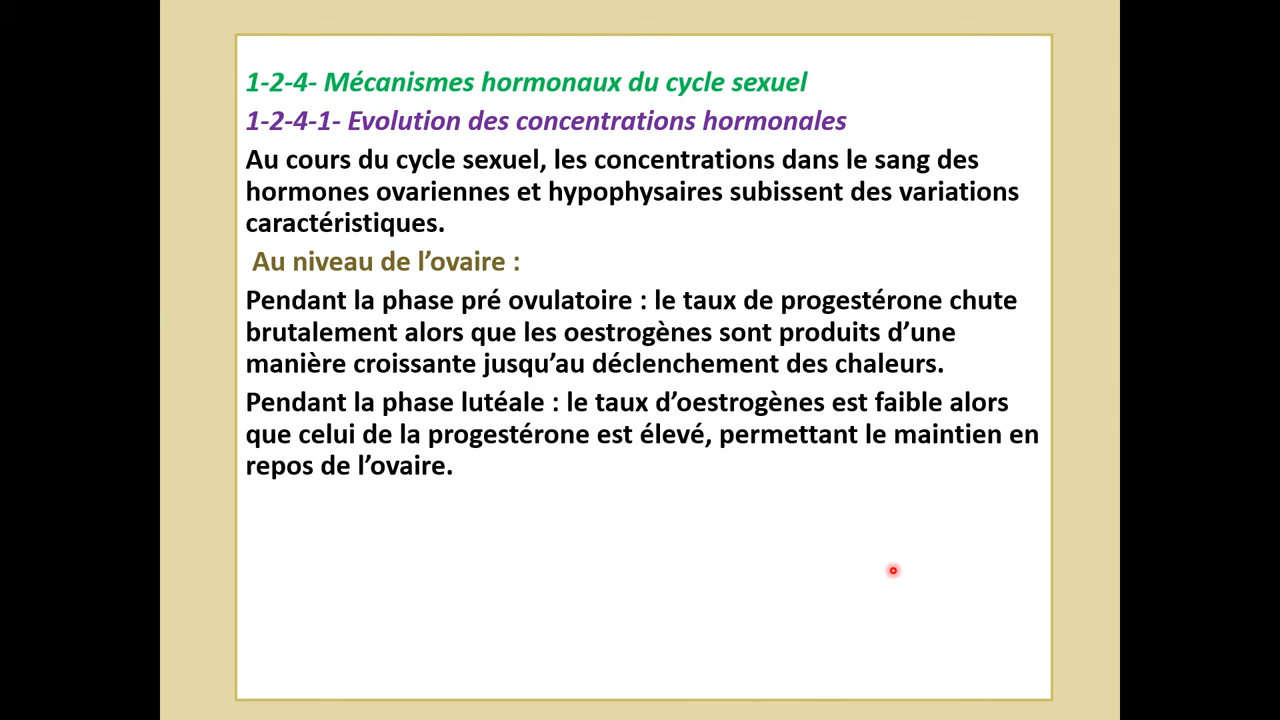 1-2-4- Mécanismes hormonaux du cycle sexuel
1-2-4-1- Evolution des concentrations hormonales
Au cours du cycle sexuel, les concentrations dans le sang des
hormones ovariennes et hypophysaires subissent des variations
caractéristiques.
Au niveau de l’ovaire :
Pendant la phase pré ovulatoire : le taux de progestérone chute
brutalement alors que les oestrogènes sont produits d’une
manière croissante jusqu’au déclenchement des chaleurs.
Pendant la phase lutéale : le taux d’oestrogènes est faible alors
que celui de la progestérone est élevé, permettant le maintien en
repos de l’ovaire.